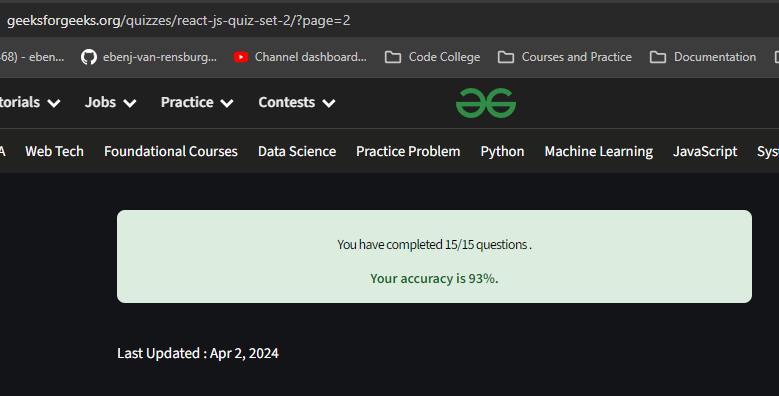 geeksforgeeks.org/quizzes/react-js-quiz-set-2/?page=2
68) - eben... ebenj-van-rensburg... Channel dashboard... Code College Courses and Practice Documentation
torials Jobs Practice Contests
A Web Tech Foundational Courses Data Science Practice Problem Python Machine Learning JavaScript Sys
You have completed 15/15 questions .
Your accuracy is 93%.
Last Updated : Apr 2, 2024